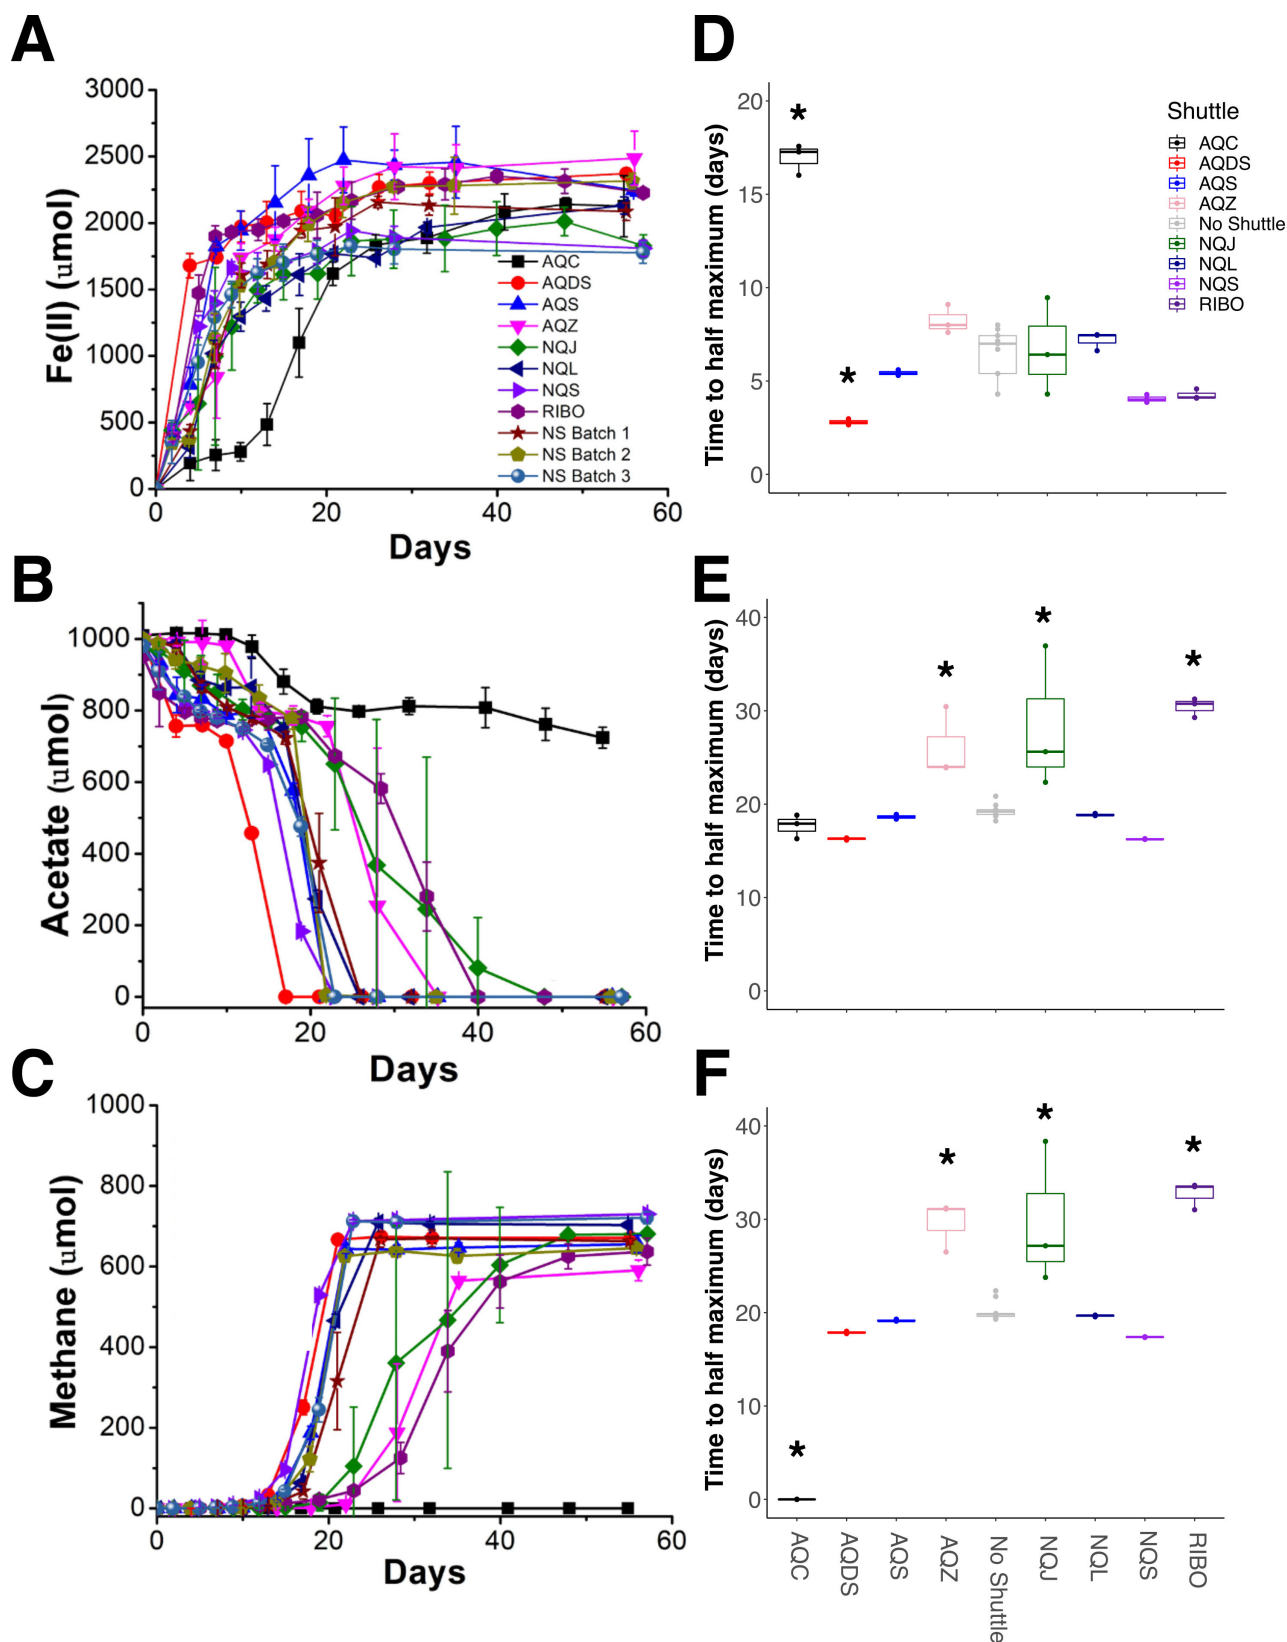 A
3000
2500
2000
1500
1000
500
0
Fe(II) (umol)
AQC
AQDS
AQS
AQZ
NQJ
NQL
NQS
RIBO
NS Batch 1
NS Batch 2
NS Batch 3
0 20 40 60
Days
D
20
15
10
5
0
Time to half maximum (days)
*
*
Shuttle
AQC
AQDS
AQS
AQZ
No Shuttle
NQJ
NQL
NQS
RIBO
B
1000
800
600
400
200
0
Acetate (umol)
0 20 40 60
Days
E
40
30
20
10
0
Time to half maximum (days)
*
*
*
C
1000
800
600
400
200
0
Methane (umol)
0 20 40 60
Days
F
40
30
20
10
0
Time to half maximum (days)
*
*
*
*
AQC
AQDS
AQS
AQZ
No Shuttle
NQJ
NQL
NQS
RIBO